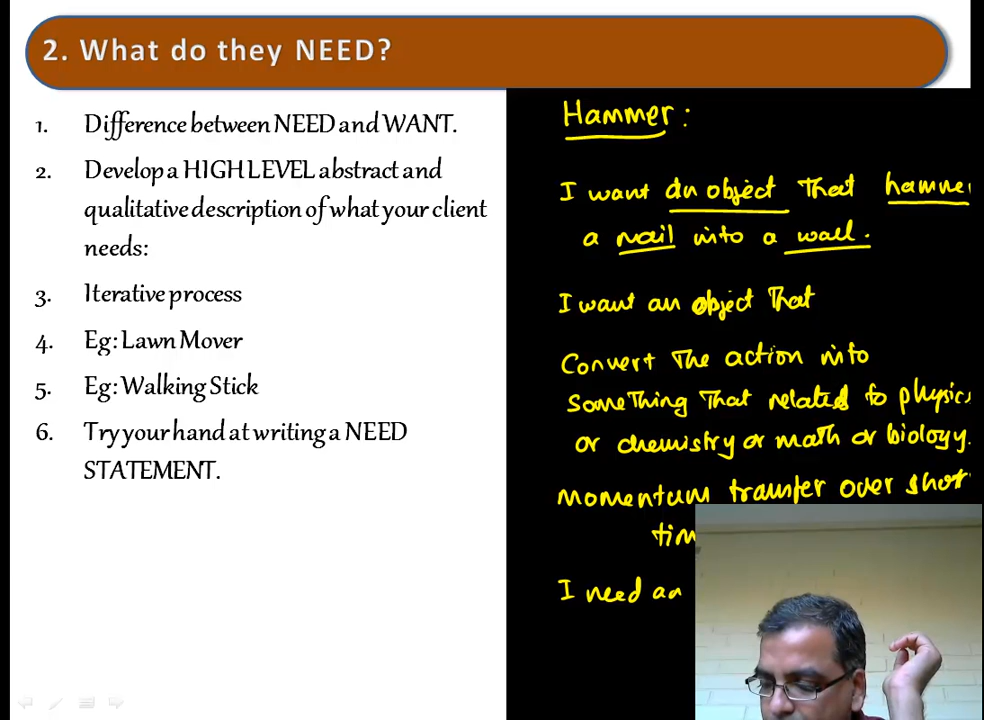 2. What do they NEED?
1. Difference between NEED and WANT.
2. Develop a HIGH LEVEL abstract and
qualitative description of what your client
needs:
3. Iterative process
4. Eg: Lawn Mover
5. Eg: Walking Stick
6. Try your hand at writing a NEED
STATEMENT.
Hammer:
I want an object that hammer
a nail into a wall.
I want an object that
Convert the action into
something that related to physics
or chemistry or math or biology.
momentum transfer over short
I need an